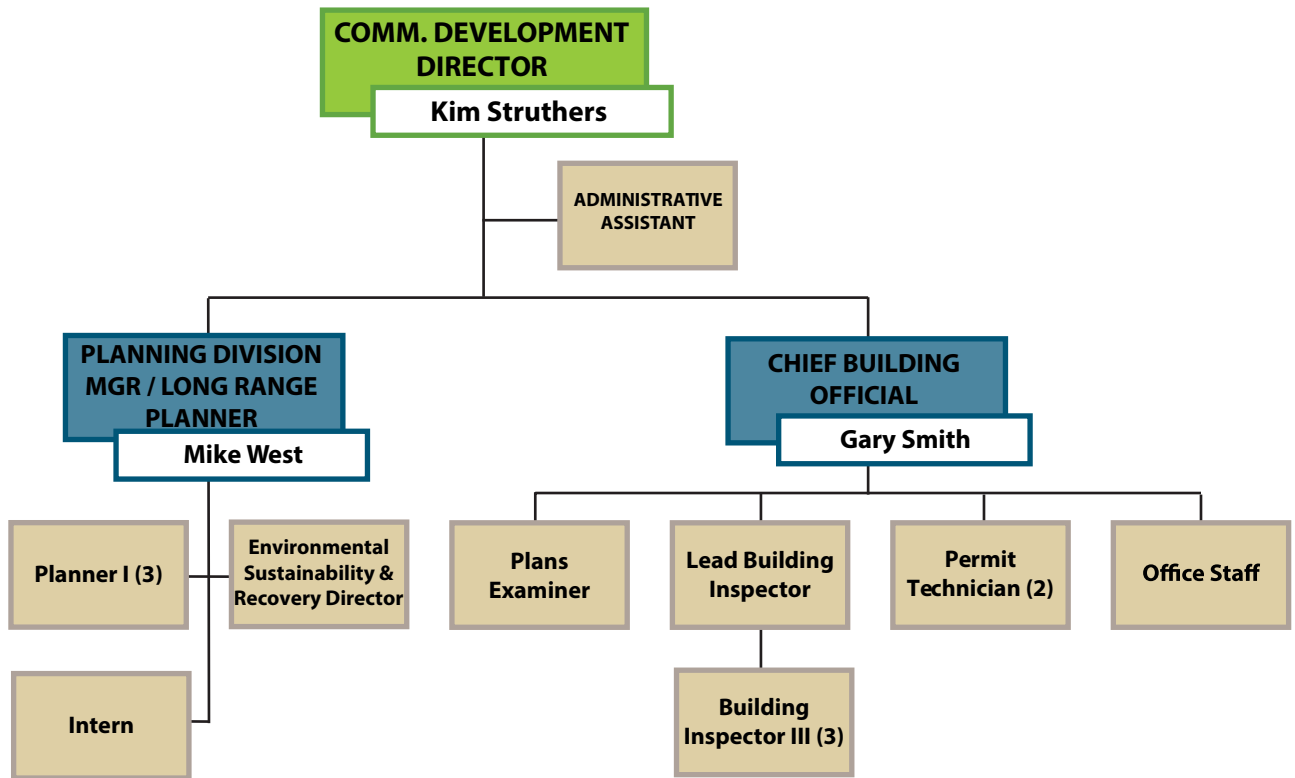 COMM. DEVELOPMENT
DIRECTOR
Kim Struthers
ADMINISTRATIVE
ASSISTANT
PLANNING DIVISION
MGR / LONG RANGE
PLANNER
Mike West
CHIEF BUILDING
OFFICIAL
Gary Smith
Planner I (3)
Environmental
Sustainability &
Recovery Director
Intern
Plans
Examiner
Lead Building
Inspector
Permit
Technician (2)
Office Staff
Building
Inspector III (3)